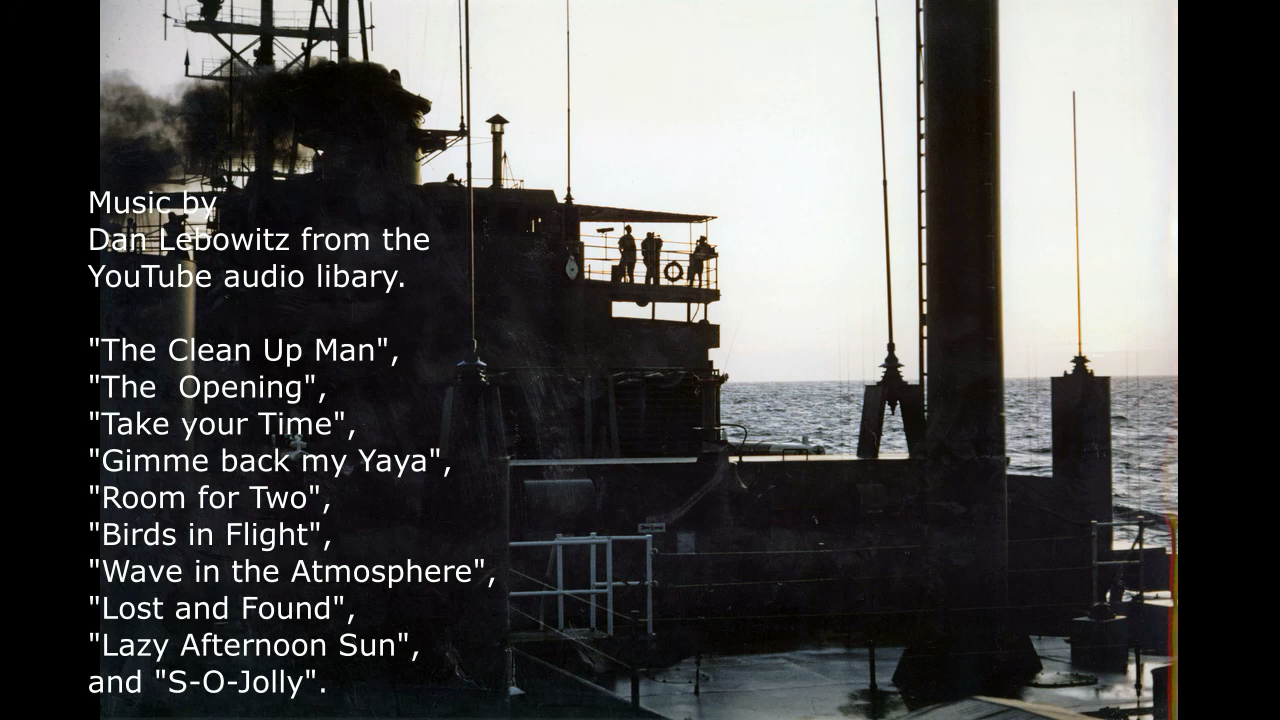 Music by
Dan Lebowitz from the
YouTube audio libary.
"The Clean Up Man",
"The  Opening",
"Take your Time",
"Gimme back my Yaya",
"Room for Two",
"Birds in Flight",
"Wave in the Atmosphere",
"Lost and Found",
"Lazy Afternoon Sun",
and "S-O-Jolly".